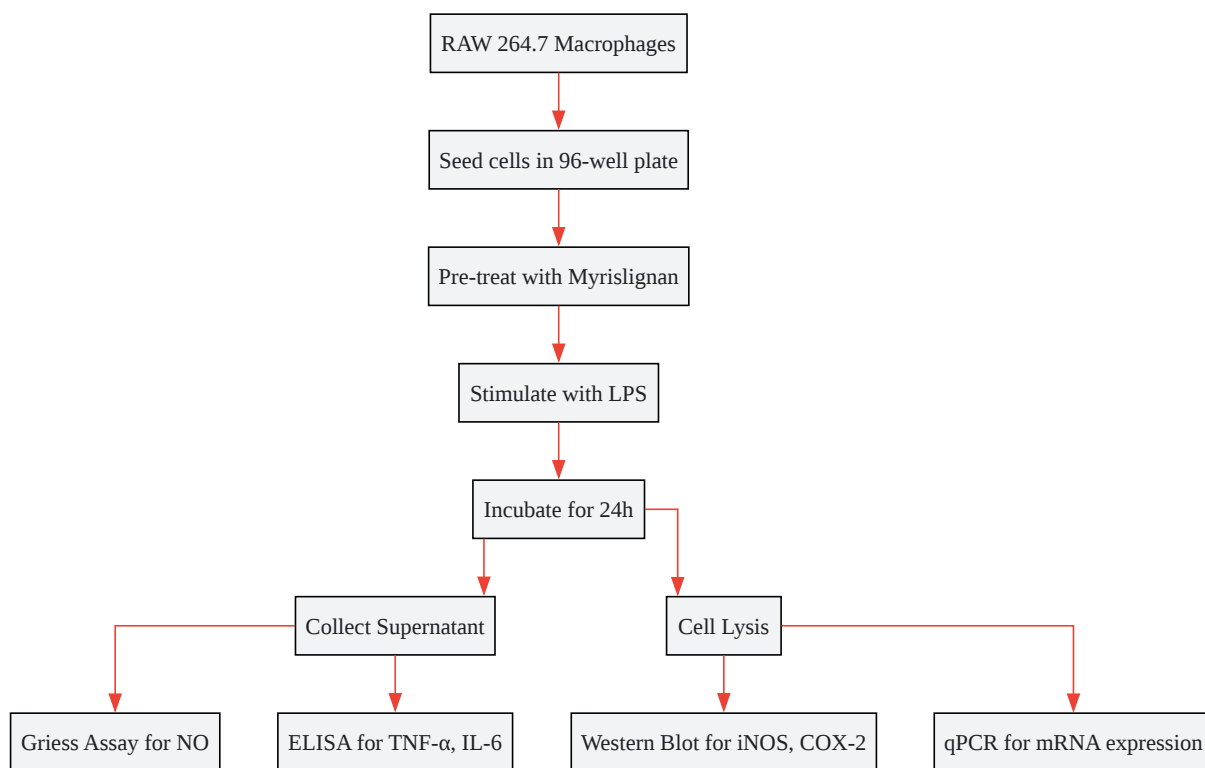 RAW 264.7 Macrophages
Seed cells in 96-well plate
Pre-treat with Myrislignan
Stimulate with LPS
Incubate for 24h
Collect Supernatant
Cell Lysis
Griess Assay for NO
ELISA for TNF-α, IL-6
Western Blot for iNOS, COX-2
qPCR for mRNA expression